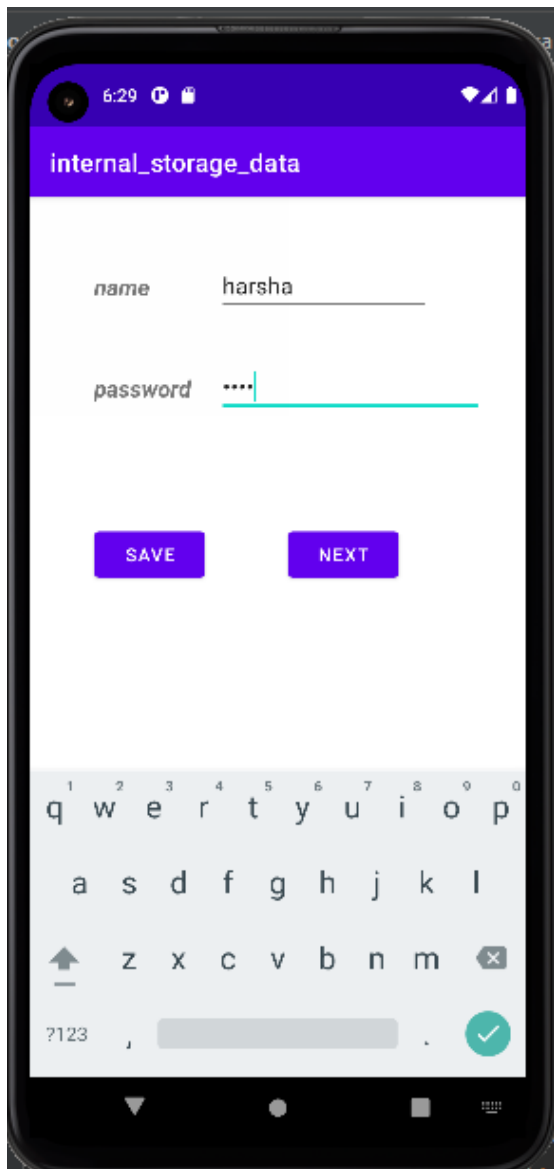 6:29
internal_storage_data
name harsha
password ••••
SAVE NEXT
1 2 3 4 5 6 7 8 9 0
q w e r t y u i o p
a s d f g h j k l
z x c v b n m
?123 , .